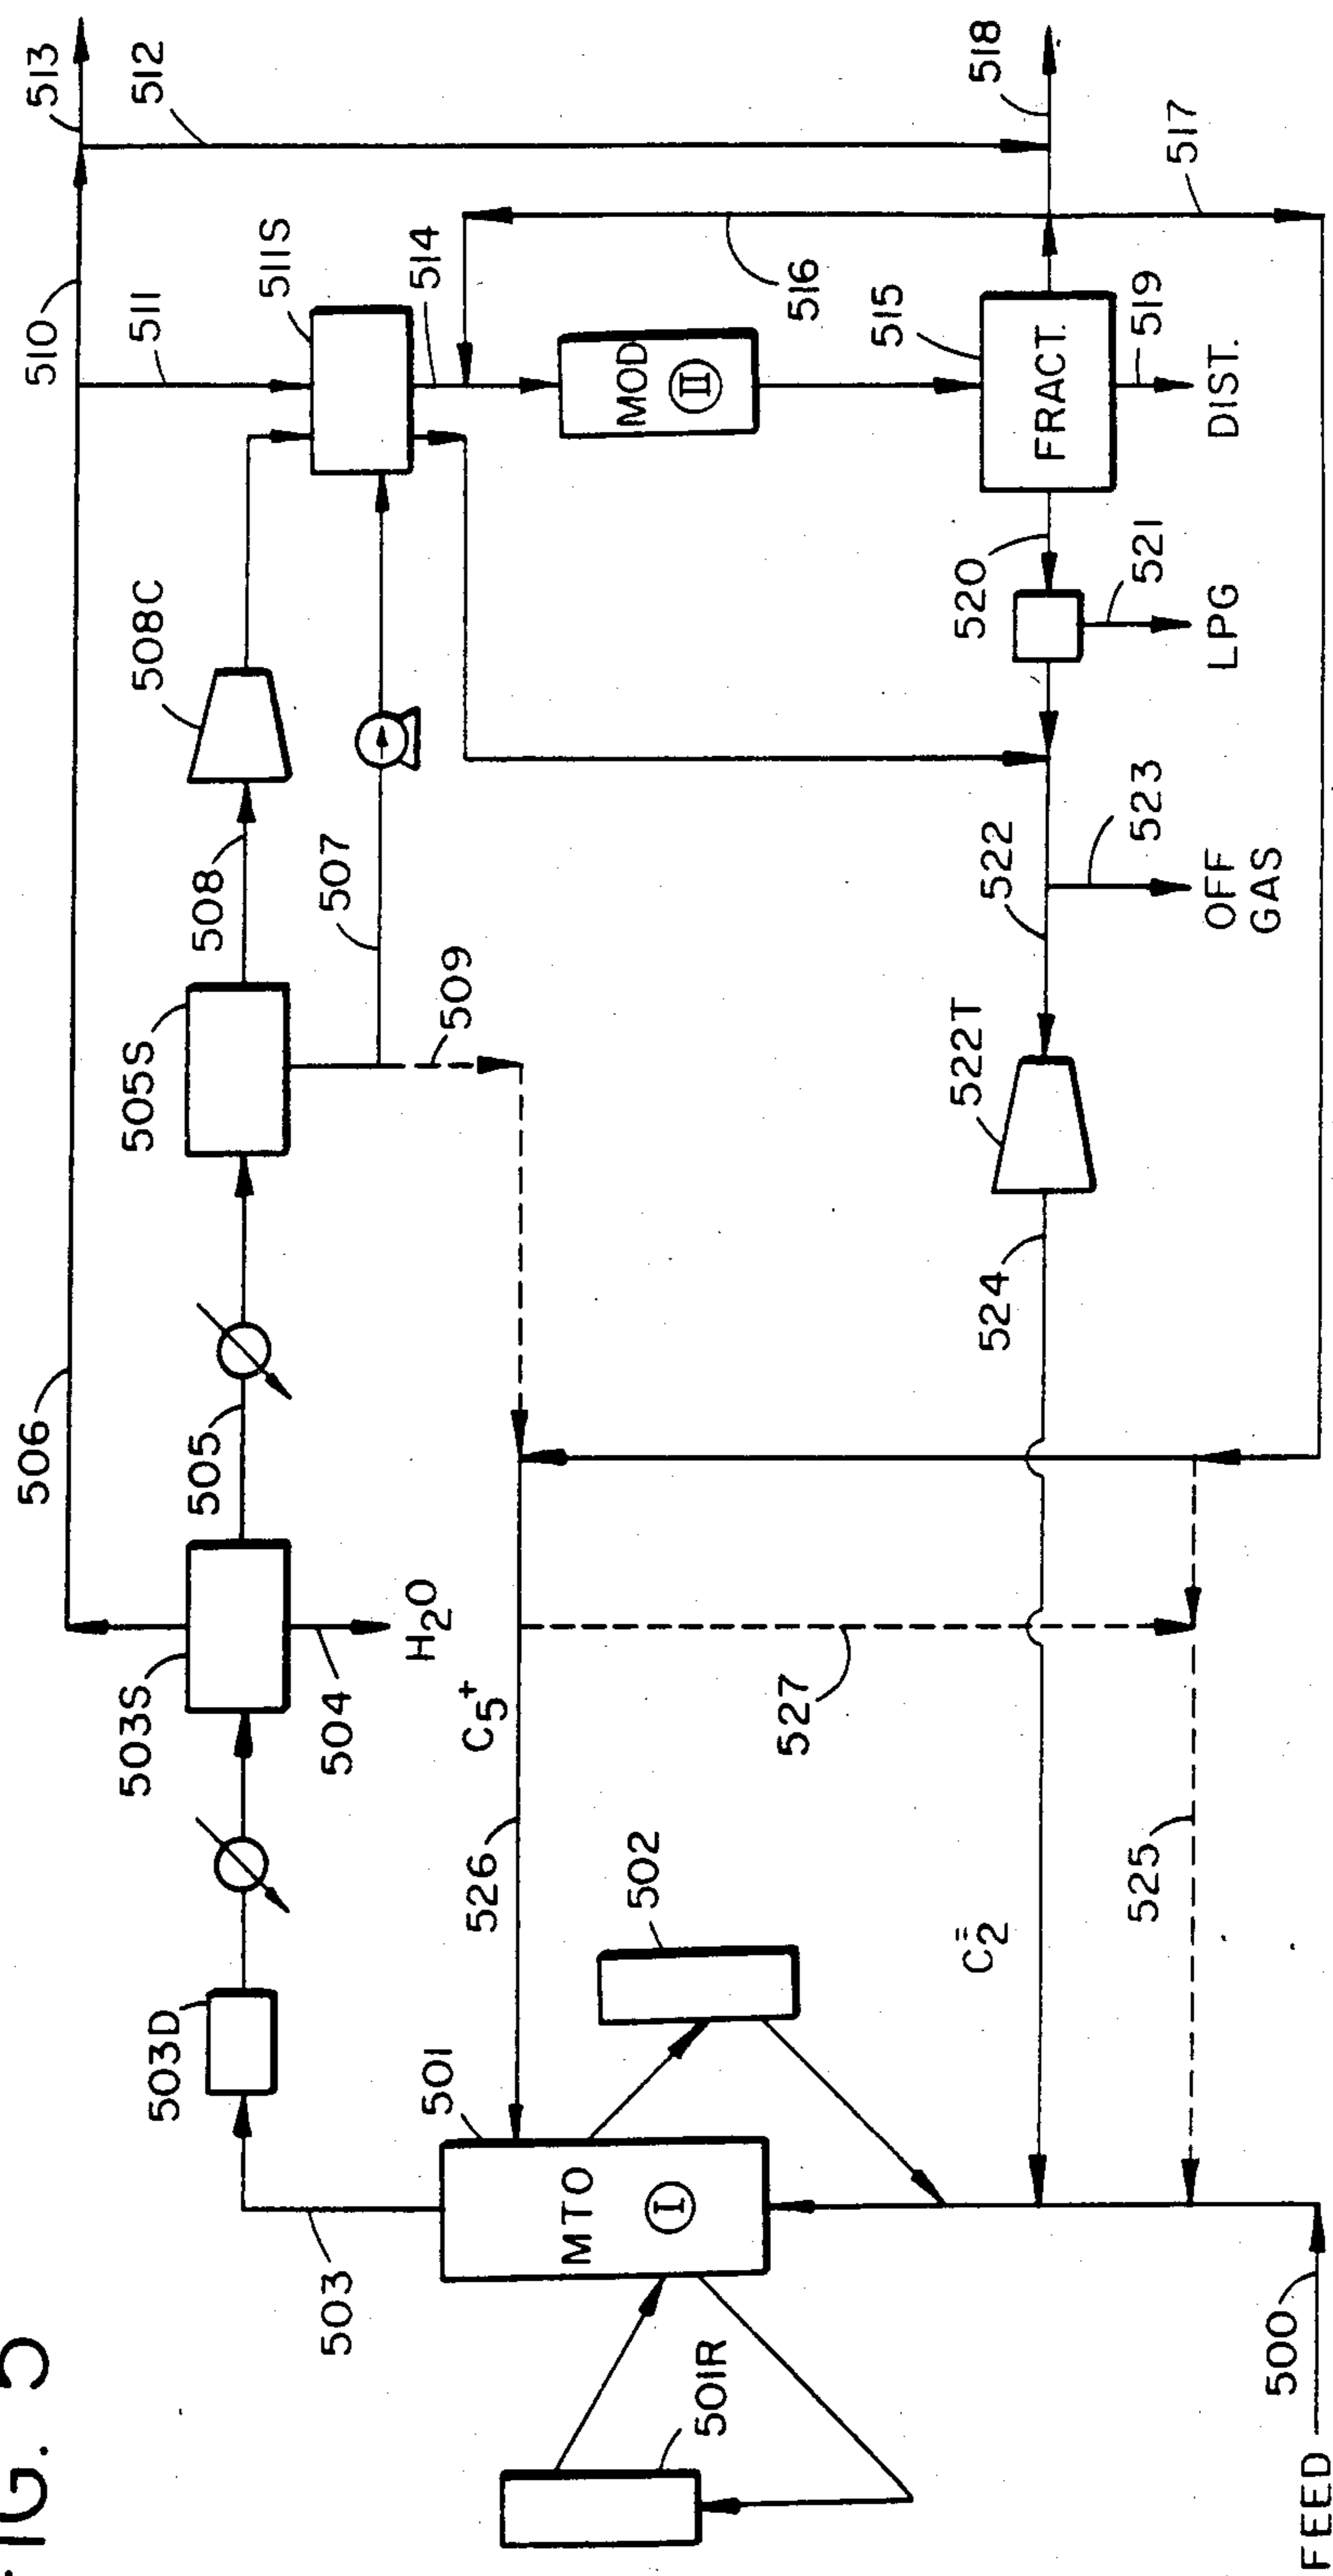 FIG. 5
506
510
513
503D
503S
505S
508C
512
511
505
508
511S
503
504
507
514
H2O
501
509
526
C5+
502
MTO
I
MOD
II
501R
527
516
515
C2=
524
522T
522
520
518
FRACT.
525
523
521
519
517
OFF
GAS
LPG
DIST.
500
FEED